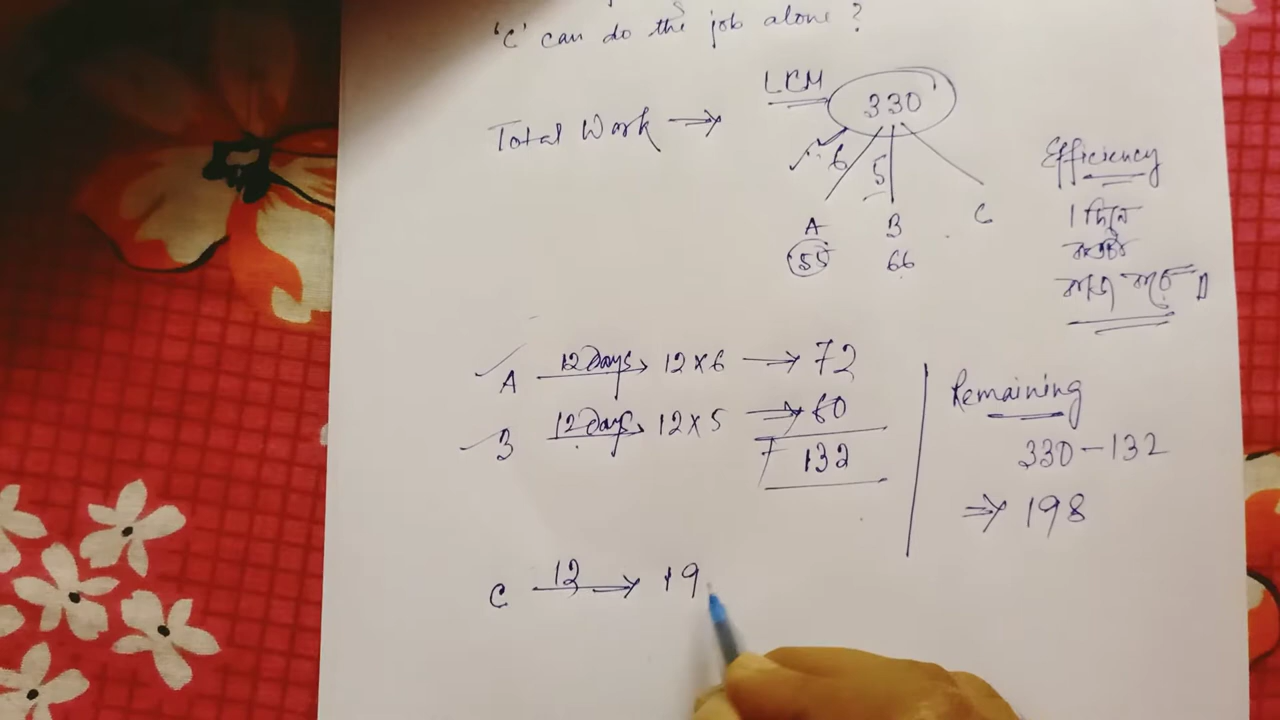 'C' can do the job alone ?
LCM
330
Total Work →
6
5
A B C
55 66
Efficiency
1 দিনে
কতটা
কাজ করে
A 12 Days 12×6 → 72
B 12 Days 12×5 → 60
132
Remaining
330-132
⇒ 198
C 12 → 19